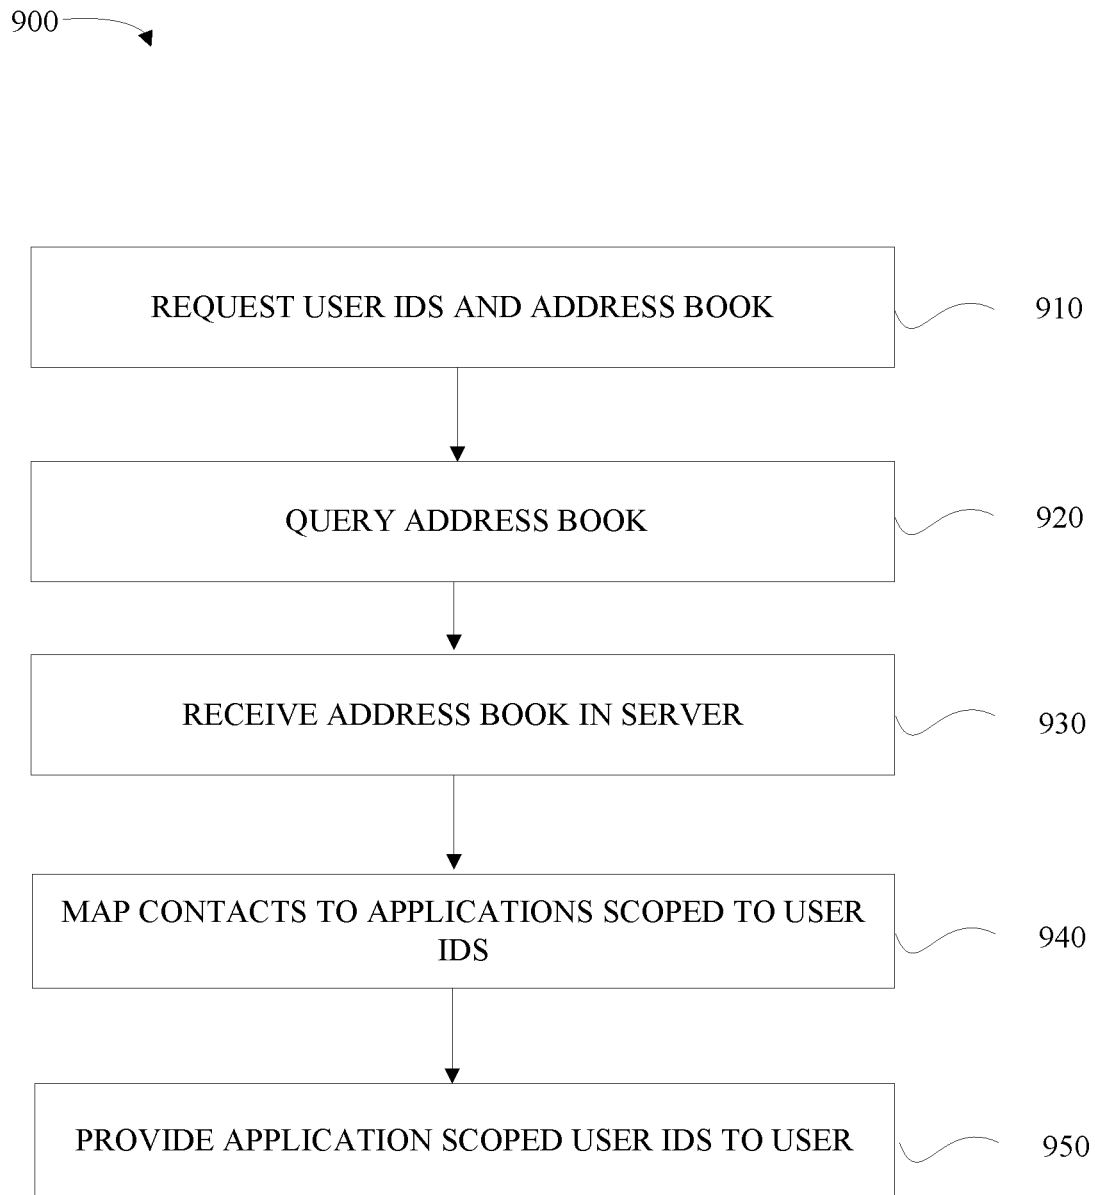 900
REQUEST USER IDS AND ADDRESS BOOK
910
QUERY ADDRESS BOOK
920
RECEIVE ADDRESS BOOK IN SERVER
930
MAP CONTACTS TO APPLICATIONS SCOPED TO USER
IDS
940
PROVIDE APPLICATION SCOPED USER IDS TO USER
950